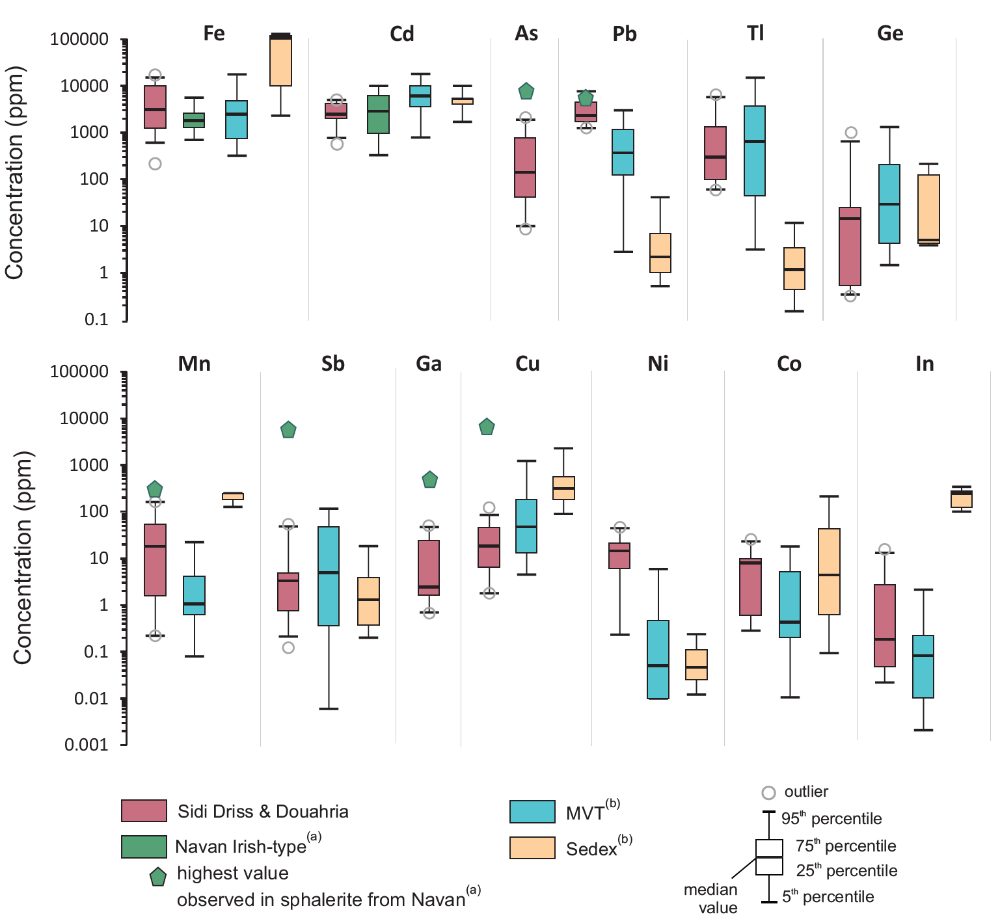 Fe Cd As Pb Tl Ge
Concentration (ppm)
100000
10000
1000
100
10
1
0.1
Mn Sb Ga Cu Ni Co In
Concentration (ppm)
100000
10000
1000
100
10
1
0.1
0.01
0.001
Sidi Driss & Douahria
Navan Irish-type(a)
highest value
observed in sphalerite from Navan(a)
MVT(b)
Sedex(b)
outlier
95th percentile
75th percentile
25th percentile
5th percentile
median
value